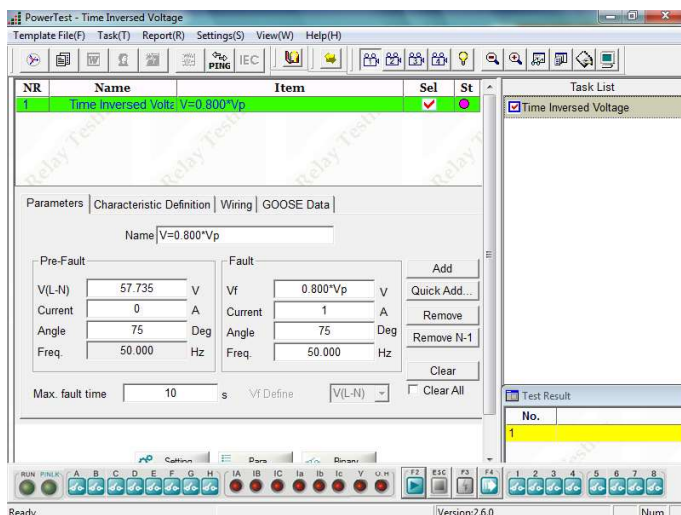 PowerTest - Time Inversed Voltage
Template File(F) Task(T) Report(R) Settings(S) View(W) Help(H)
PING IEC
NR Name Item Sel St
1 Time Inversed Volta V=0.800*Vp
Task List
Time Inversed Voltage
Relay Testi
Relay Testi
Relay Testi
Parameters Characteristic Definition Wiring GOOSE Data
Name V=0.800*Vp
Pre-Fault
V(L-N) 57.735 V
Current 0 A
Angle 75 Deg
Freq. 50.000 Hz
Fault
Vf 0.800*Vp V
Current 1 A
Angle 75 Deg
Freq. 50.000 Hz
Add
Quick Add...
Remove
Remove N-1
Clear
Clear All
Max. fault time 10 s Vf Define V(L-N)
Test Result
No.
1
Setting Para Binary
RUN A B C D E F G H IA IB IC Ia Ib Ic V O.H F2 ESC F3 F4 1 2 3 4 5 6 7 8
Ready Version:2.6.0 Num